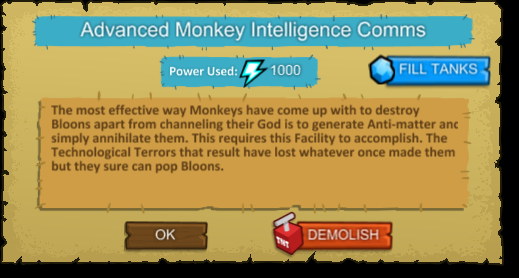 Advanced Monkey Intelligence Comms
Power Used: 1000
FILL TANKS
The most effective way Monkeys have come up with to destroy
Bloons apart from channeling their God is to generate Anti-matter and
simply annihilate them. This requires this Facility to accomplish. The
Technological Terrors that result have lost whatever once made them
but they sure can pop Bloons.
OK
TNT
DEMOLISH